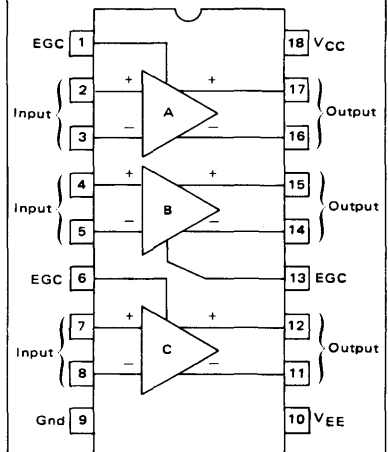 EGC 1 18 VCC
2 + + 17
Input A Output
3 − − 16
4 + + 15
Input B Output
5 − − 14
EGC 6 13 EGC
7 + + 12
Input C Output
8 − − 11
Gnd 9 10 VEE